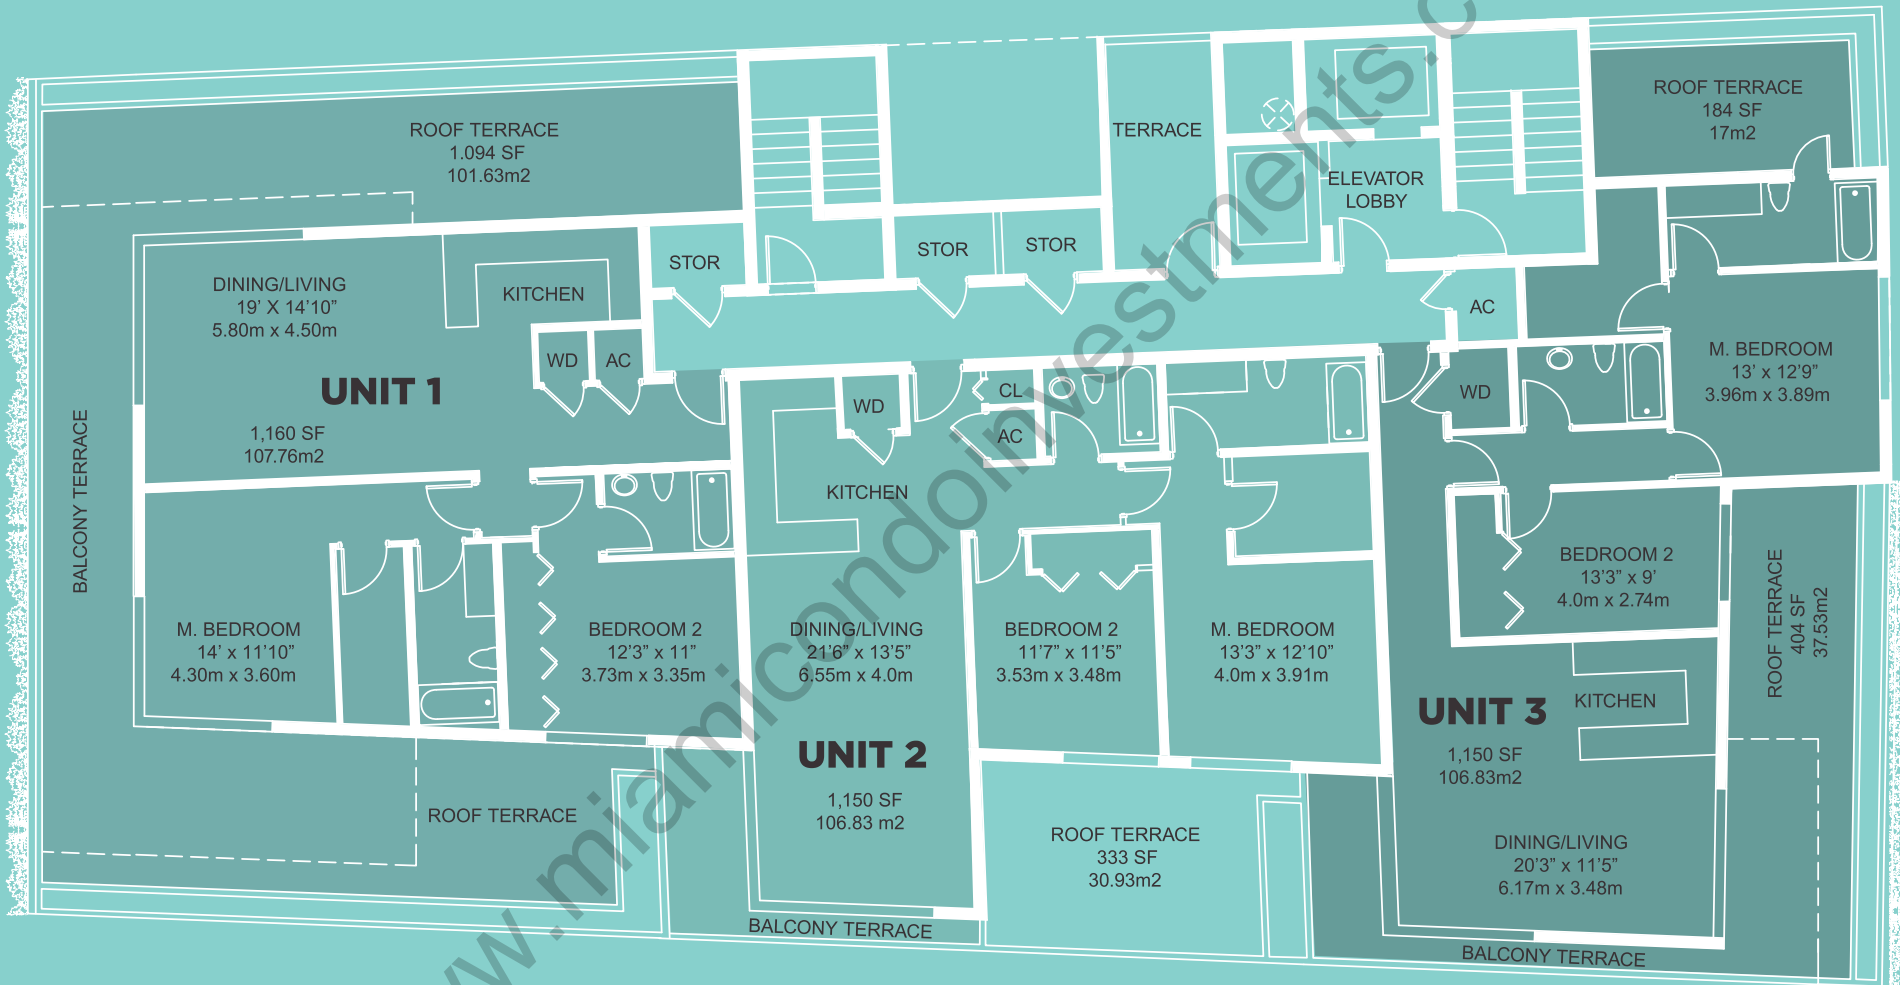 ROOF TERRACE
1.094 SF
101.63m2
TERRACE
ELEVATOR
LOBBY
ROOF TERRACE
184 SF
17m2
STOR
STOR
STOR
DINING/LIVING
19' X 14'10”
5.80m x 4.50m
KITCHEN
WD
AC
UNIT 1
1,160 SF
107.76m2
BALCONY TERRACE
M. BEDROOM
14' x 11'10”
4.30m x 3.60m
BEDROOM 2
12'3” x 11”
3.73m x 3.35m
ROOF TERRACE
WD
CL
AC
KITCHEN
DINING/LIVING
21'6” x 13'5”
6.55m x 4.0m
BEDROOM 2
11'7” x 11'5”
3.53m x 3.48m
M. BEDROOM
13'3” x 12'10”
4.0m x 3.91m
UNIT 2
1,150 SF
106.83 m2
ROOF TERRACE
333 SF
30.93m2
BALCONY TERRACE
AC
WD
M. BEDROOM
13' x 12'9”
3.96m x 3.89m
BEDROOM 2
13'3” x 9'
4.0m x 2.74m
ROOF TERRACE
404 SF
37.53m2
UNIT 3
1,150 SF
106.83m2
KITCHEN
DINING/LIVING
20'3” x 11'5”
6.17m x 3.48m
BALCONY TERRACE
w.miamicondoinvestments.c